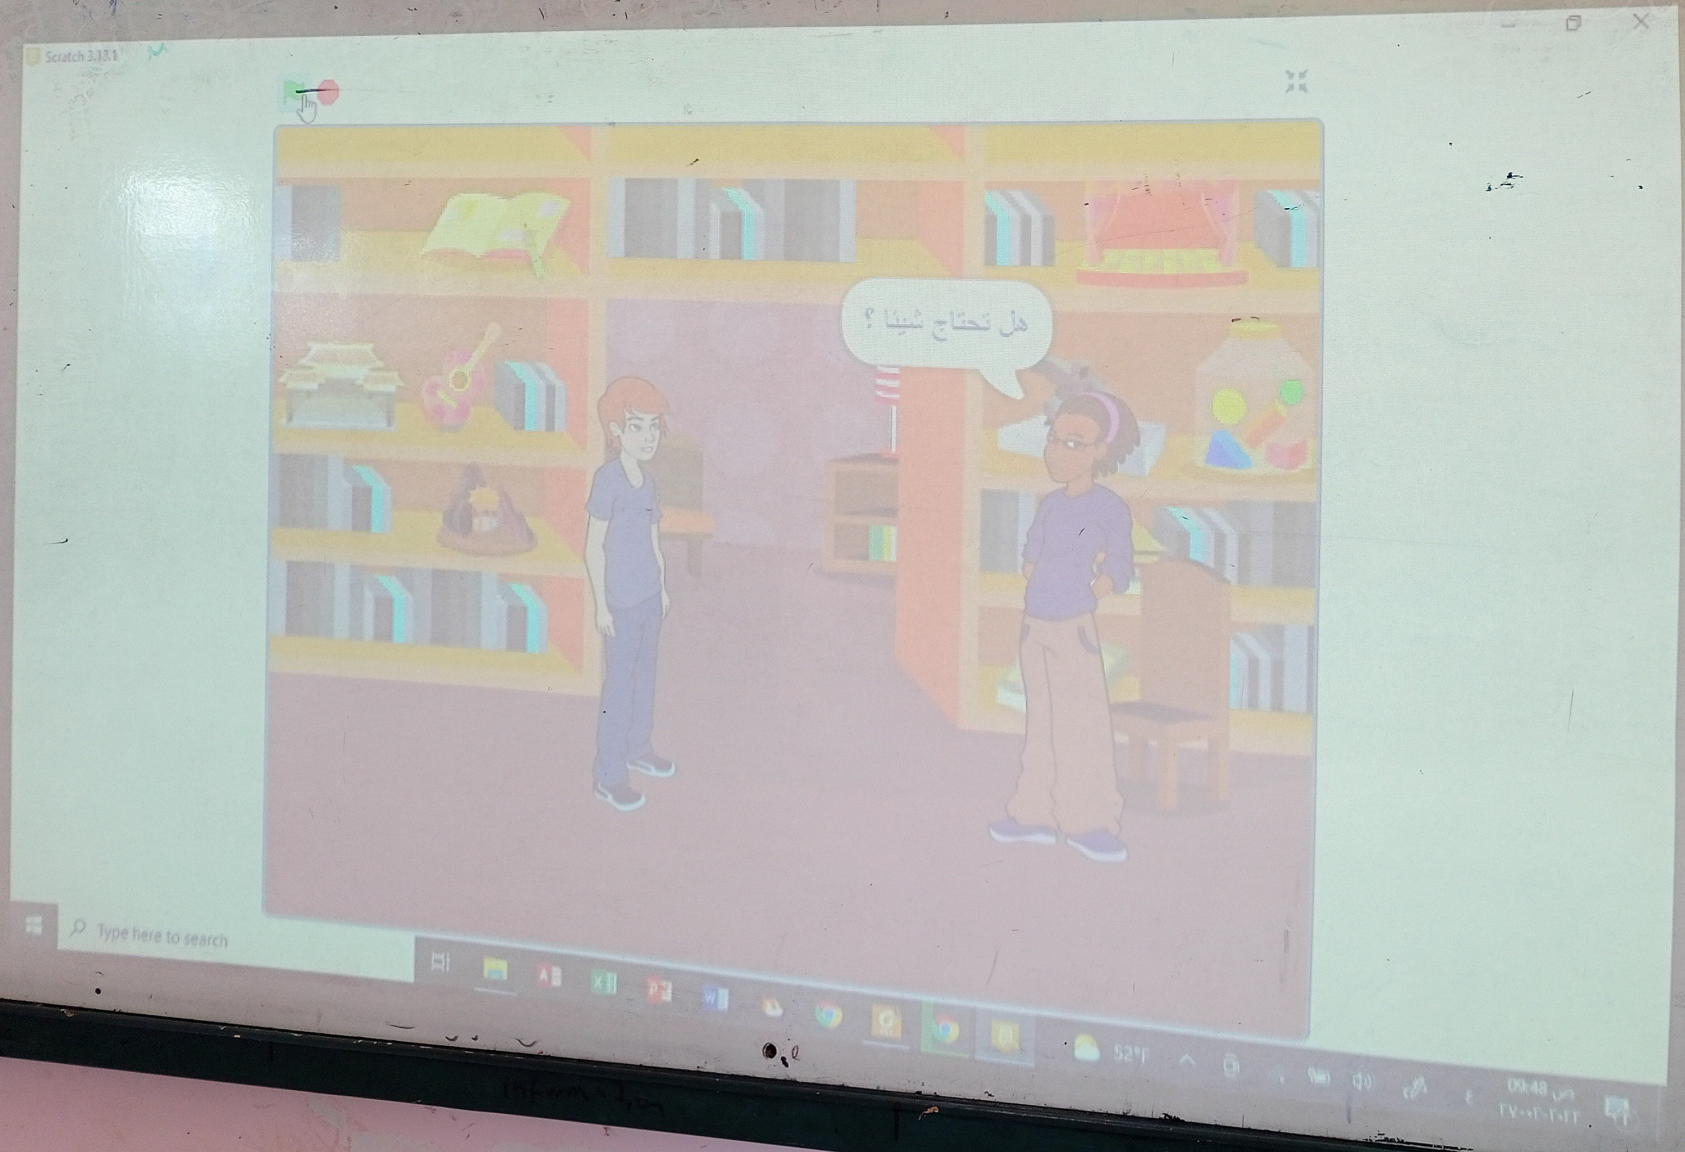 Scratch 3.13.1
هل تحتاج شيئا ؟
Type here to search
52°F
09:48 ص